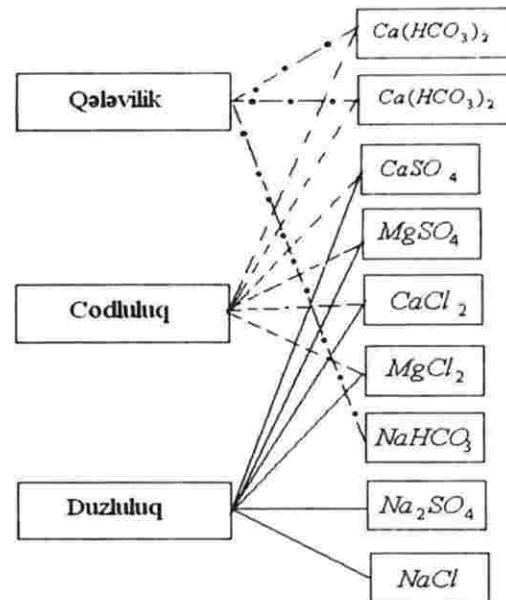 Qələvilik
Codluluq
Duzluluq
Ca(HCO₃)₂
Ca(HCO₃)₂
CaSO₄
MgSO₄
CaCl₂
MgCl₂
NaHCO₃
Na₂SO₄
NaCl